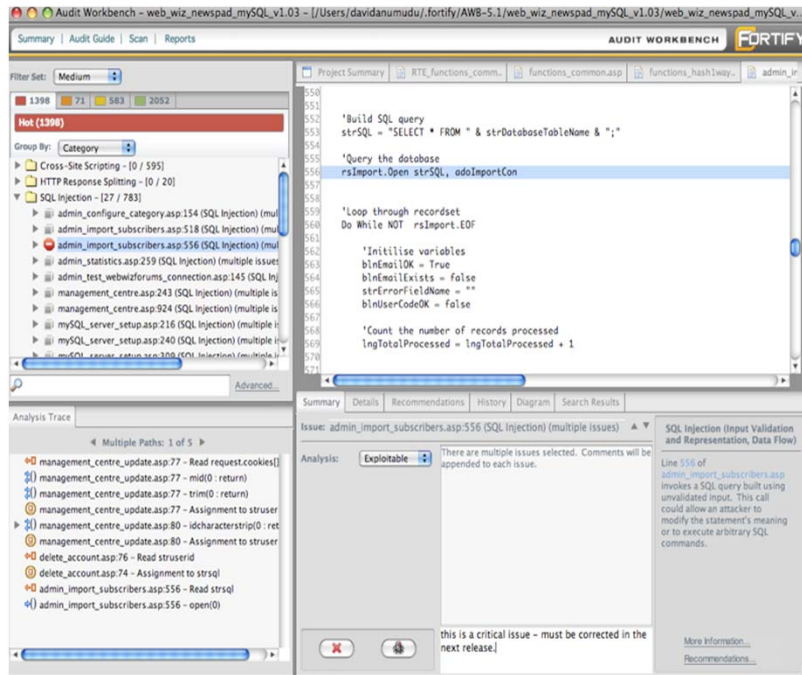 Audit Workbench - web_wiz_newspad_mySQL_v1.03 - [/Users/davidanumudu/.fortify/AWB-5.1/web_wiz_newspad_mySQL_v1.03/web_wiz_newspad_mySQL_v...
Summary | Audit Guide | Scan | Reports
AUDIT WORKBENCH
FORTIFY
Filter Set: Medium
1398 71 583 2052
Hot (1398)
Group By: Category
Cross-Site Scripting - [0 / 595]
HTTP Response Splitting - [0 / 20]
SQL Injection - [27 / 783]
admin_configure_category.asp:154 (SQL Injection) (mul
admin_import_subscribers.asp:518 (SQL Injection) (mul
admin_import_subscribers.asp:556 (SQL Injection) (mul
admin_statistics.asp:259 (SQL Injection) (multiple issues
admin_test_webwizforums_connection.asp:145 (SQL Inj
management_centre.asp:243 (SQL Injection) (multiple is
management_centre.asp:924 (SQL Injection) (multiple is
mySQL_server_setup.asp:216 (SQL Injection) (multiple is
mySQL_server_setup.asp:240 (SQL Injection) (multiple is
mySQL_server_setup.asp:309 (SQL Injection) (multiple is
Advanced...
Analysis Trace
Multiple Paths: 1 of 5
management_centre_update.asp:77 - Read request.cookies[]
management_centre_update.asp:77 - mid(0 : return)
management_centre_update.asp:77 - trim(0 : return)
management_centre_update.asp:77 - Assignment to struser
management_centre_update.asp:80 - idcharacterstrip(0 : ret
management_centre_update.asp:80 - Assignment to struser
delete_account.asp:76 - Read struserid
delete_account.asp:74 - Assignment to strsql
admin_import_subscribers.asp:556 - Read strsql
admin_import_subscribers.asp:556 - open(0)
Project Summary
RTE_functions_comm..
functions_common.asp
functions_hash1way..
admin_ir
550
551
552 'Build SQL query
553 strSQL = "SELECT * FROM " & strDatabaseTableName & ";"
554
555 'Query the database
556 rsImport.Open strSQL, adoImportCon
557
558
559 'Loop through recordset
560 Do While NOT rsImport.EOF
561
562 'Initilise variables
563 blnEmailOK = True
564 blnEmailExists = false
565 strErrorFieldName = ""
566 blnUserCodeOK = false
567
568 'Count the number of records processed
569 lngTotalProcessed = lngTotalProcessed + 1
570
571
Summary Details Recommendations History Diagram Search Results
Issue: admin_import_subscribers.asp:556 (SQL Injection) (multiple issues)
Analysis: Exploitable
There are multiple issues selected. Comments will be
appended to each issue.
this is a critical issue - must be corrected in the
next release.
SQL Injection (Input Validation
and Representation, Data Flow)
Line 556 of
admin_import_subscribers.asp
invokes a SQL query built using
unvalidated input. This call
could allow an attacker to
modify the statement's meaning
or to execute arbitrary SQL
commands.
More Information...
Recommendations...